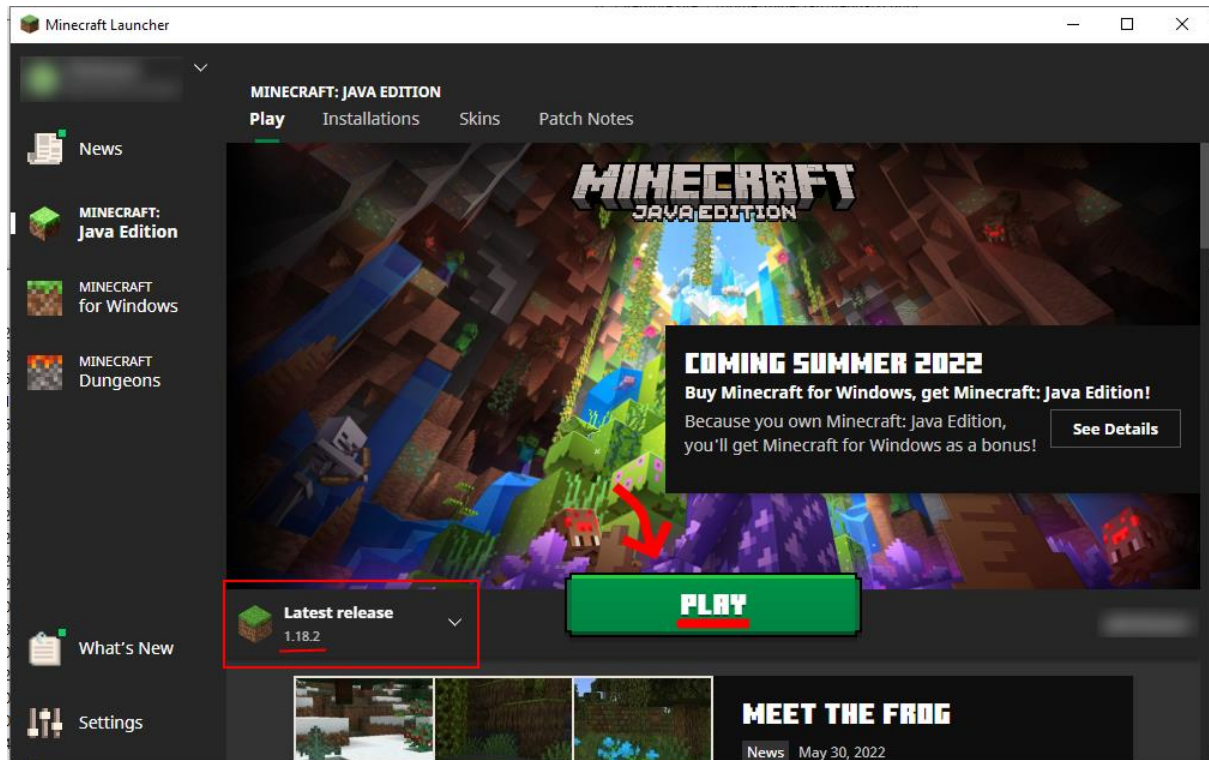 Minecraft Launcher
MINECRAFT: JAVA EDITION
Play Installations Skins Patch Notes
News
MINECRAFT:
Java Edition
MINECRAFT
for Windows
MINECRAFT
Dungeons
What's New
Settings
MINECRAFT
JAVA EDITION
COMING SUMMER 2022
Buy Minecraft for Windows, get Minecraft: Java Edition!
Because you own Minecraft: Java Edition,
you'll get Minecraft for Windows as a bonus!
See Details
Latest release
1.18.2
PLAY
MEET THE FROG
News May 30, 2022